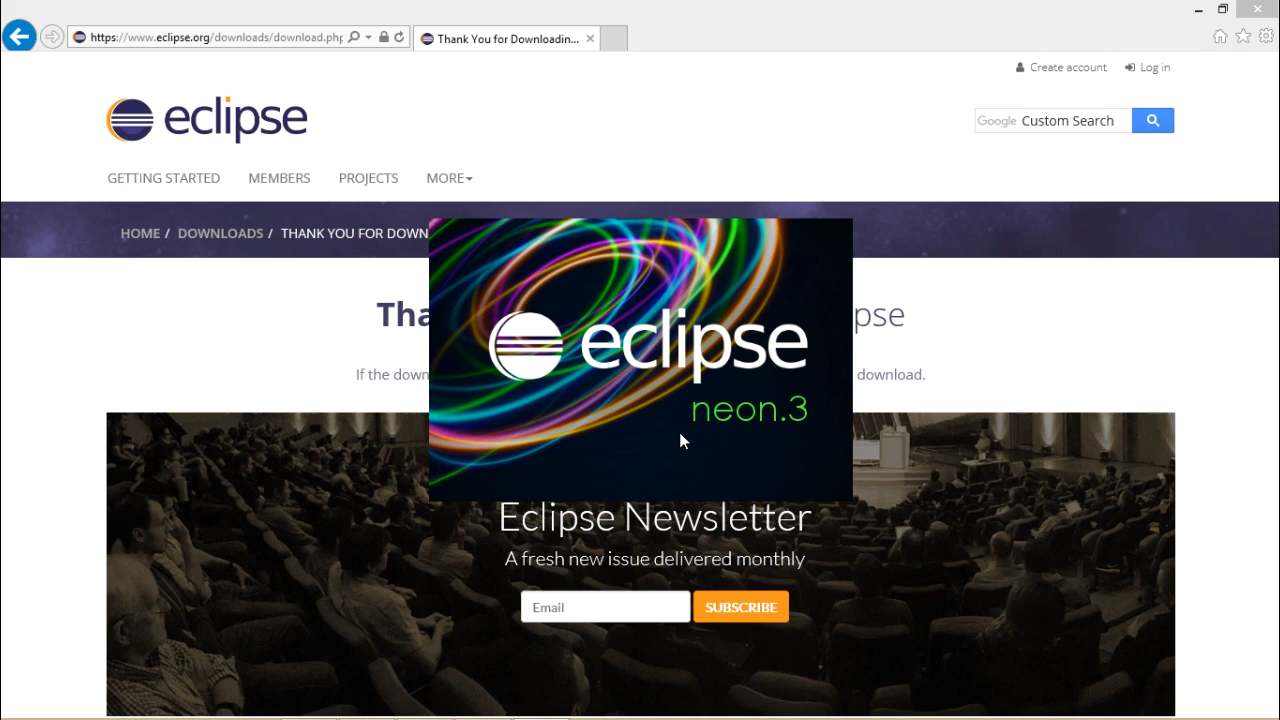 https://www.eclipse.org/downloads/download.php
Thank You for Downloadin...
Create account
Log in
eclipse
Google Custom Search
GETTING STARTED
MEMBERS
PROJECTS
MORE
HOME / DOWNLOADS / THANK YOU FOR DOWN
Tha
pse
eclipse
neon.3
If the down
download.
Eclipse Newsletter
A fresh new issue delivered monthly
Email
SUBSCRIBE